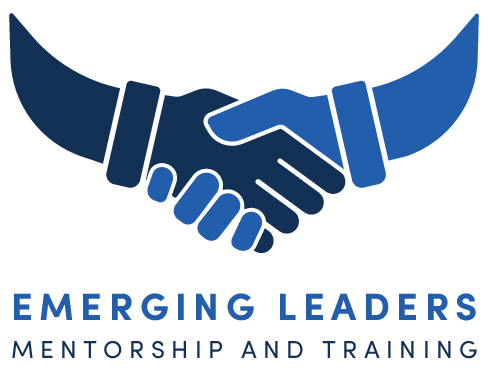 EMERGING LEADERS
MENTORSHIP AND TRAINING